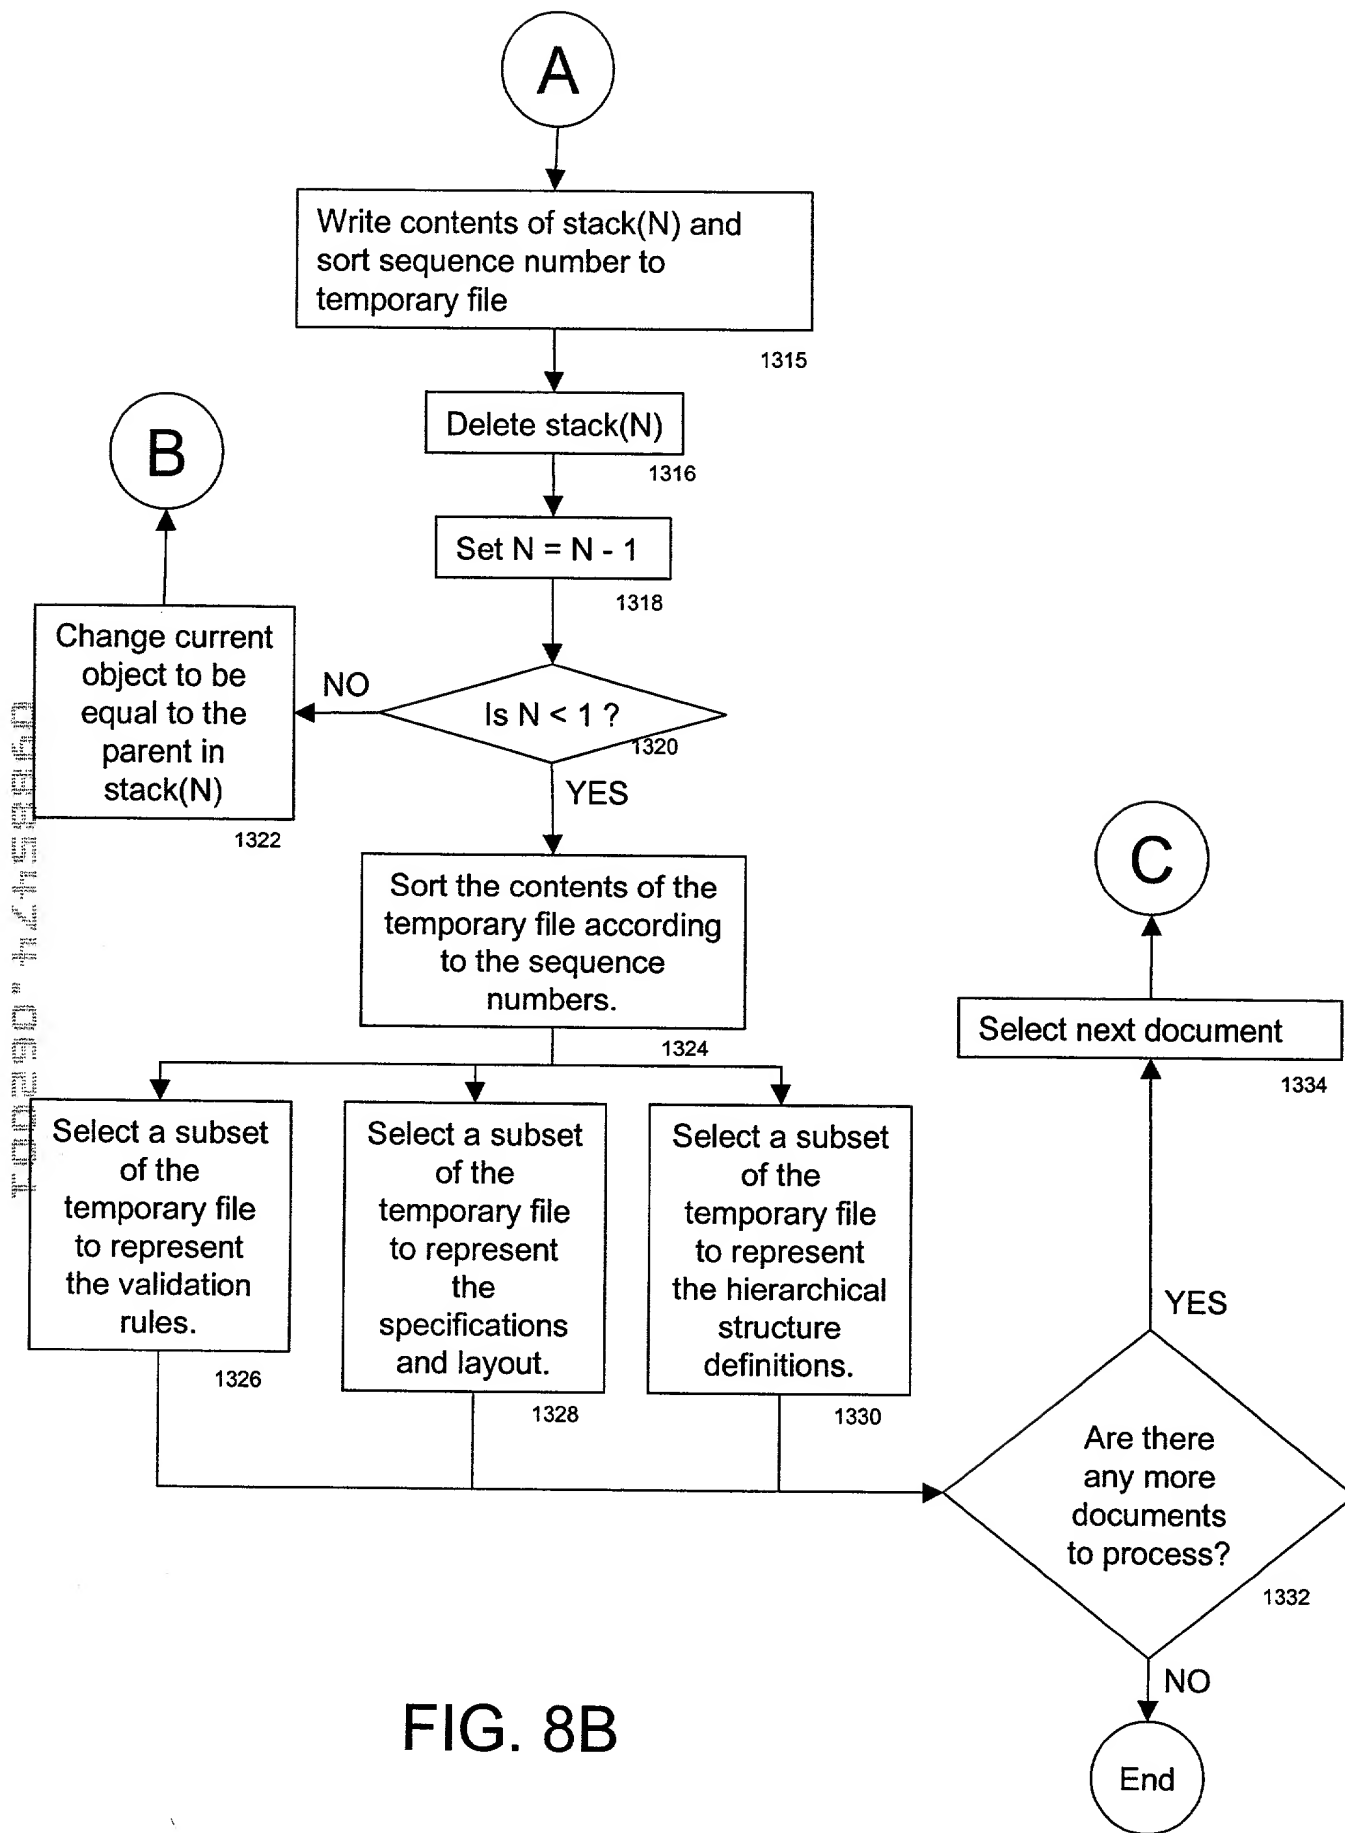 A
Write contents of stack(N) and
sort sequence number to
temporary file
1315
Delete stack(N)
1316
B
Set N = N - 1
1318
Change current
object to be
equal to the
parent in
stack(N)
1322
NO
Is N < 1 ?
1320
YES
Sort the contents of the
temporary file according
to the sequence
numbers.
1324
Select a subset
of the
temporary file
to represent
the validation
rules.
1326
Select a subset
of the
temporary file
to represent
the
specifications
and layout.
1328
Select a subset
of the
temporary file
to represent
the hierarchical
structure
definitions.
1330
C
Select next document
1334
YES
Are there
any more
documents
to process?
1332
NO
End
FIG. 8B